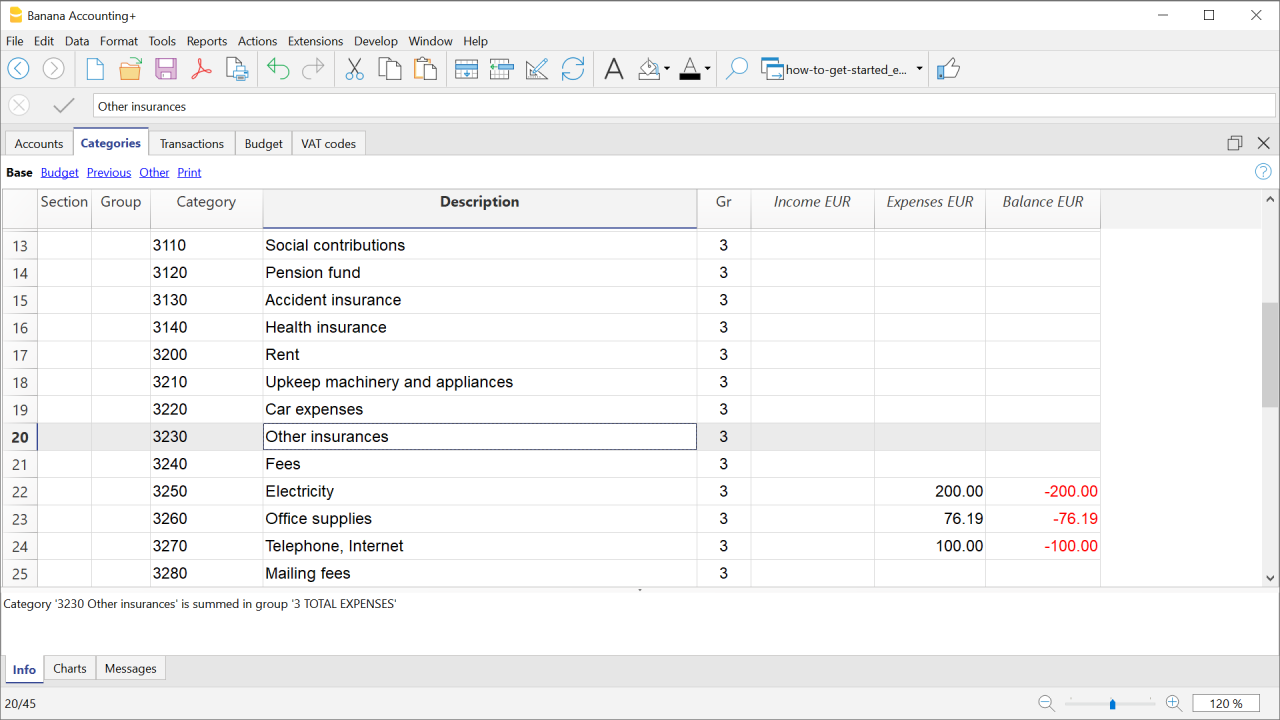 Banana Accounting+
File Edit Data Format Tools Reports Actions Extensions Develop Window Help
how-to-get-started_e...
Other insurances
Accounts Categories Transactions Budget VAT codes
Base Budget Previous Other Print
Section Group Category Description Gr Income EUR Expenses EUR Balance EUR
13 3110 Social contributions 3
14 3120 Pension fund 3
15 3130 Accident insurance 3
16 3140 Health insurance 3
17 3200 Rent 3
18 3210 Upkeep machinery and appliances 3
19 3220 Car expenses 3
20 3230 Other insurances 3
21 3240 Fees 3
22 3250 Electricity 3 200.00 -200.00
23 3260 Office supplies 3 76.19 -76.19
24 3270 Telephone, Internet 3 100.00 -100.00
25 3280 Mailing fees 3
Category '3230 Other insurances' is summed in group '3 TOTAL EXPENSES'
Info Charts Messages
20/45 120 %